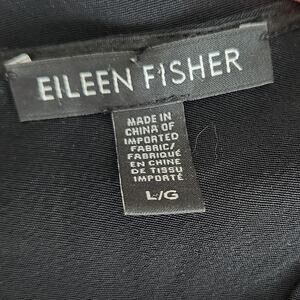 EILEEN FISHER
MADE IN
CHINA OF
IMPORTED
FABRIC/
FABRIQUÉ
EN CHINE
DE TISSU
IMPORTÉ
L/G